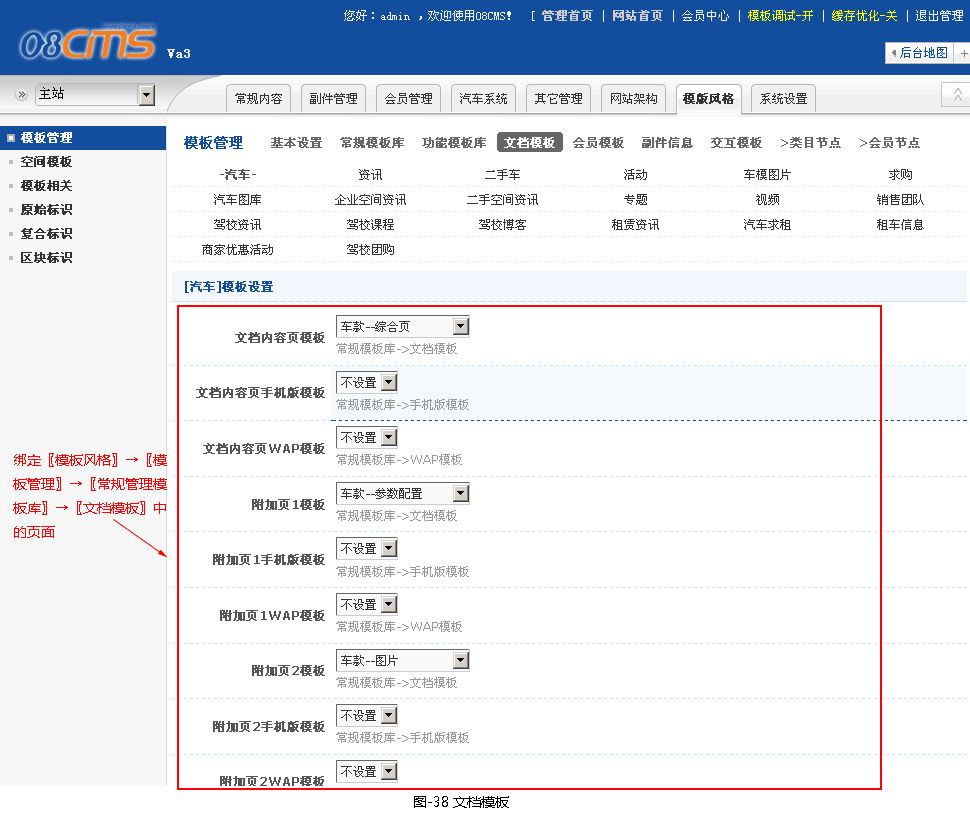 您好：admin ，欢迎使用08CMS！ [ 管理首页 | 网站首页 | 会员中心 | 模板调试-开 | 缓存优化-关 | 退出管理
08CMS Va3
后台地图 +
» 主站
常规内容 副件管理 会员管理 汽车系统 其它管理 网站架构 模版风格 系统设置
模板管理
空间模板
模板相关
原始标识
复合标识
区块标识
模板管理 基本设置 常规模板库 功能模板库 文档模板 会员模板 副件信息 交互模板 >类目节点 >会员节点
-汽车- 资讯 二手车 活动 车模图片 求购
汽车图库 企业空间资讯 二手空间资讯 专题 视频 销售团队
驾校资讯 驾校课程 驾校博客 租赁资讯 汽车求租 租车信息
商家优惠活动 驾校团购
[汽车]模板设置
文档内容页模板 车款--综合页
常规模板库->文档模板
文档内容页手机版模板 不设置
常规模板库->手机版模板
文档内容页WAP模板 不设置
常规模板库->WAP模板
附加页1模板 车款--参数配置
常规模板库->文档模板
附加页1手机版模板 不设置
常规模板库->手机版模板
附加页1WAP模板 不设置
常规模板库->WAP模板
附加页2模板 车款--图片
常规模板库->文档模板
附加页2手机版模板 不设置
常规模板库->手机版模板
附加页2WAP模板 不设置
绑定〖模板风格〗→〖模
板管理〗→〖常规管理模
板库〗→〖文档模板〗中
的页面
图-38 文档模板